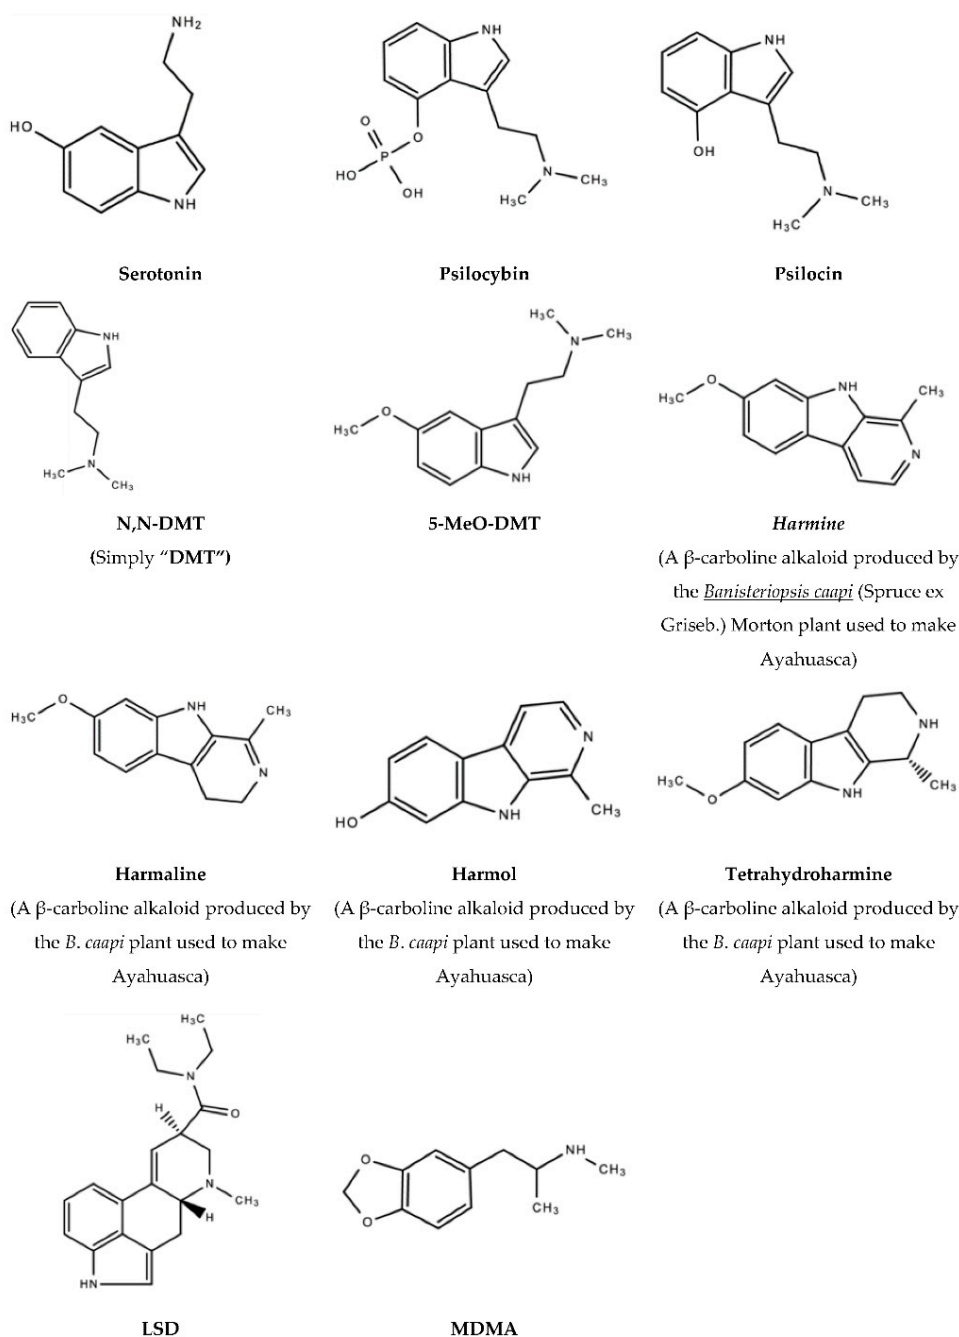 NH2
HO
NH
Serotonin
NH
O
O
P
HO
OH
N
CH3
H3C
Psilocybin
NH
OH
N
CH3
H3C
Psilocin
NH
N
H3C
CH3
N,N-DMT
(Simply “DMT”)
H3C
CH3
N
O
H3C
NH
5-MeO-DMT
O
H3C
NH
CH3
N
Harmine
(A β-carboline alkaloid produced by
the Banisteriopsis caapi (Spruce ex
Griseb.) Morton plant used to make
Ayahuasca)
O
H3C
NH
CH3
N
Harmaline
(A β-carboline alkaloid produced by
the B. caapi plant used to make
Ayahuasca)
N
HO
NH
CH3
Harmol
(A β-carboline alkaloid produced by
the B. caapi plant used to make
Ayahuasca)
NH
H3C
O
NH
CH3
Tetrahydroharmine
(A β-carboline alkaloid produced by
the B. caapi plant used to make
Ayahuasca)
H3C
H3C
N
H
O
N
CH3
H
HN
LSD
O
O
NH
CH3
CH3
MDMA